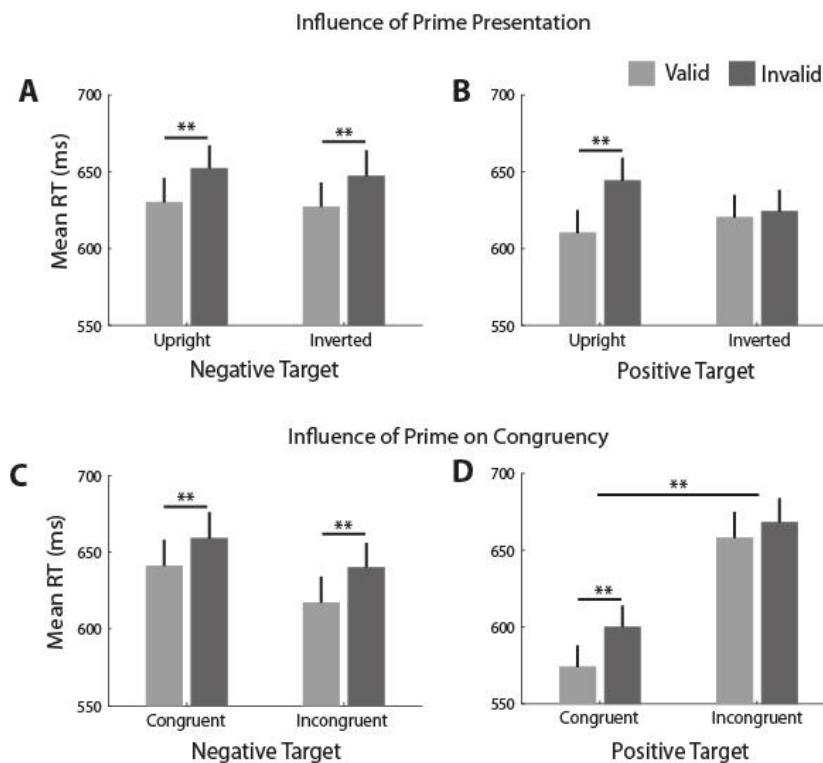 Influence of Prime Presentation
Valid Invalid
A
B
700
650
600
550
Mean RT (ms)
**
**
Upright Inverted
Negative Target
700
650
600
550
**
Upright Inverted
Positive Target
Influence of Prime on Congruency
C
D
700
650
600
550
Mean RT (ms)
**
**
Congruent Incongruent
Negative Target
700
650
600
550
**
**
Congruent Incongruent
Positive Target